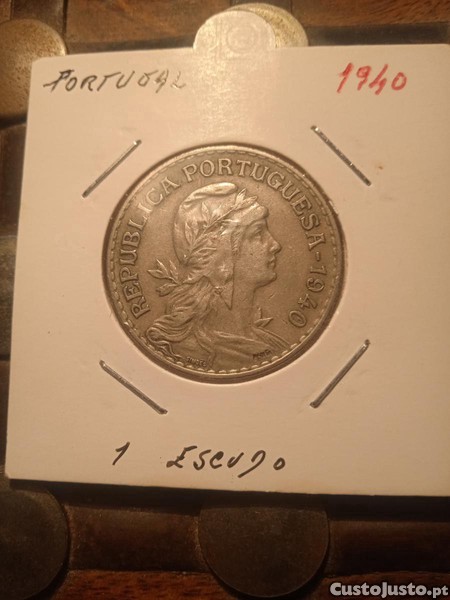 PORTUGAL
1940
REPUBLICA PORTUGUESA-1940
1 ESCUDO
CustoJusto.pt